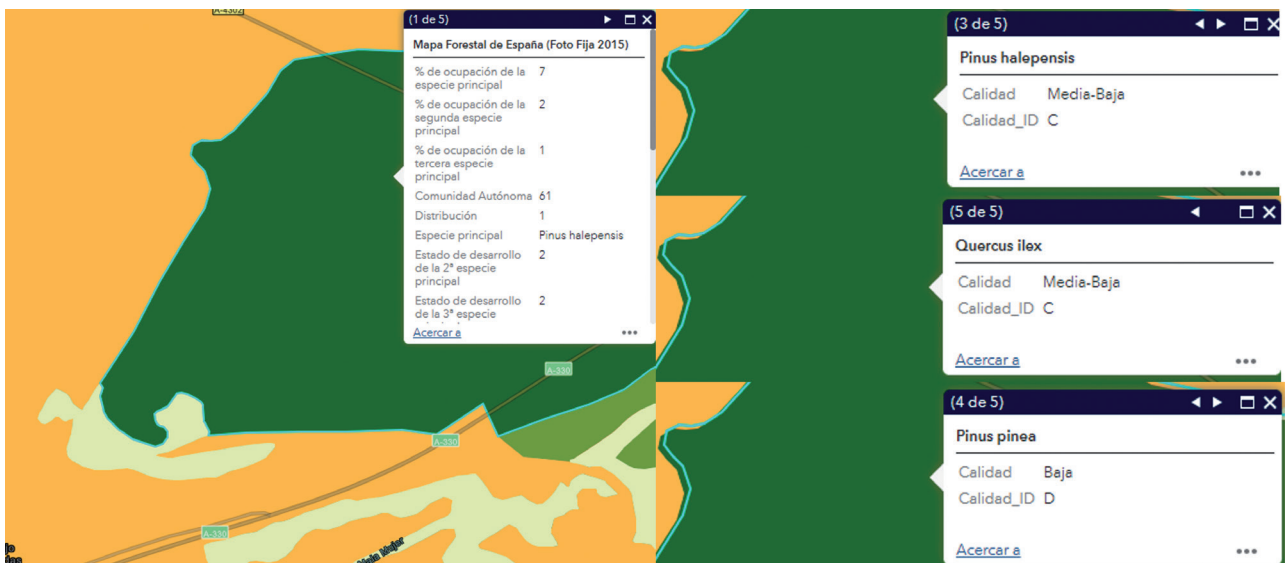 A-4302
(1 de 5)
Mapa Forestal de España (Foto Fija 2015)
% de ocupación de la 7
especie principal
% de ocupación de la 2
segunda especie
principal
% de ocupación de la 1
tercera especie
principal
Comunidad Autónoma 61
Distribución 1
Especie principal Pinus halepensis
Estado de desarrollo 2
de la 2ª especie
principal
Estado de desarrollo 2
de la 3ª especie
Acercar a
A-330
A-330
A-330
(3 de 5)
Pinus halepensis
Calidad Media-Baja
Calidad_ID C
Acercar a
(5 de 5)
Quercus ilex
Calidad Media-Baja
Calidad_ID C
Acercar a
(4 de 5)
Pinus pinea
Calidad Baja
Calidad_ID D
Acercar a